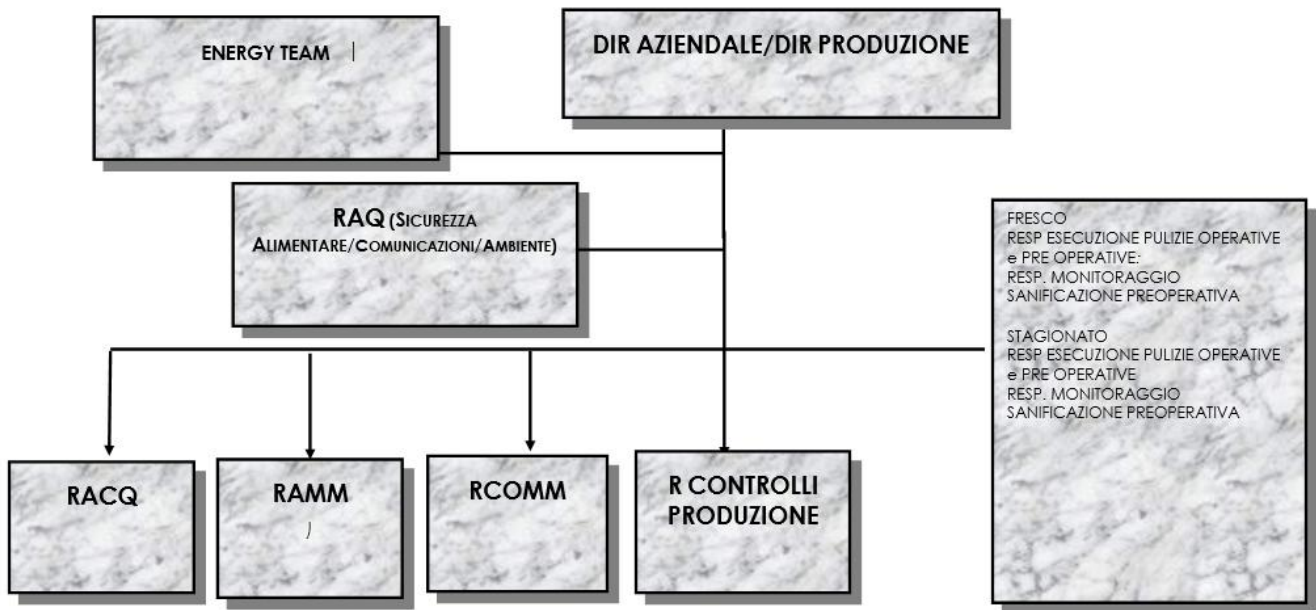 ENERGY TEAM |
DIR AZIENDALE/DIR PRODUZIONE
RAQ (SICUREZZA
ALIMENTARE/COMUNICAZIONI/AMBIENTE)
FRESCO
RESP ESECUZIONE PULIZIE OPERATIVE
e PRE OPERATIVE:
RESP. MONITORAGGIO
SANIFICAZIONE PREOPERATIVA
STAGIONATO
RESP ESECUZIONE PULIZIE OPERATIVE
e PRE OPERATIVE
RESP. MONITORAGGIO
SANIFICAZIONE PREOPERATIVA
RACQ
RAMM
)
RCOMM
R CONTROLLI
PRODUZIONE